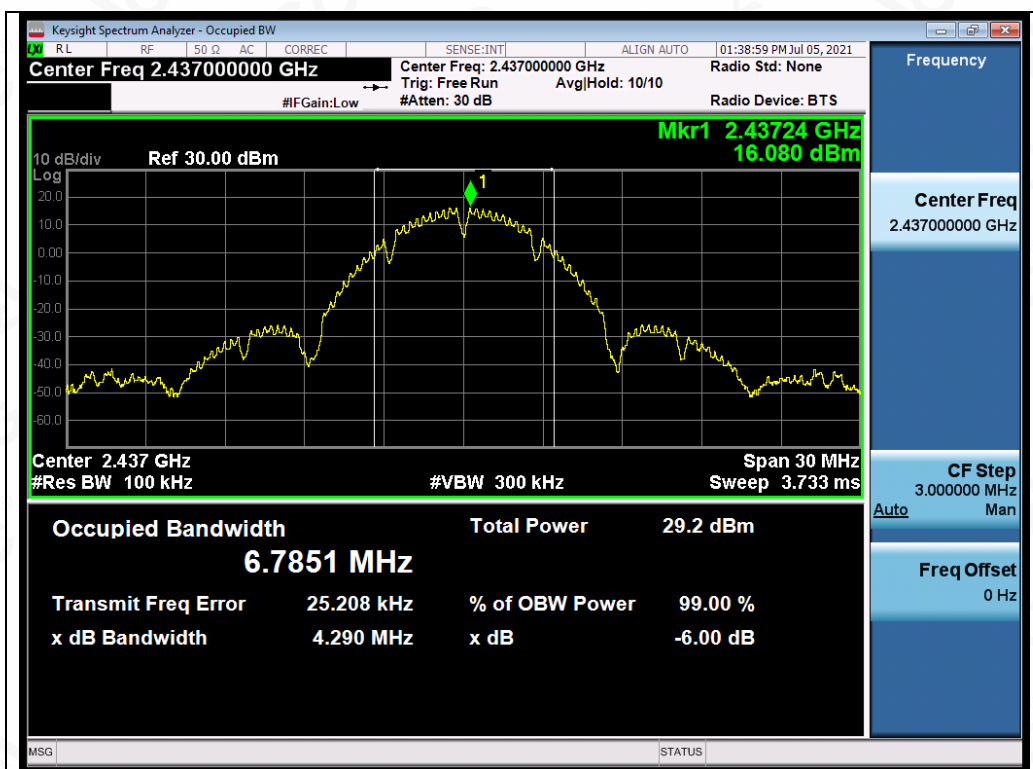 Keysight Spectrum Analyzer - Occupied BW
LXI RL RF 50 Ω AC CORREC SENSE:INT ALIGN AUTO 01:38:59 PM Jul 05, 2021
Center Freq 2.437000000 GHz
Center Freq: 2.437000000 GHz
Radio Std: None
Trig: Free Run Avg|Hold: 10/10
#IFGain:Low #Atten: 30 dB Radio Device: BTS
Mkr1 2.43724 GHz
16.080 dBm
10 dB/div Ref 30.00 dBm
Log
1
20.0
10.0
0.00
-10.0
-20.0
-30.0
-40.0
-50.0
-60.0
Center 2.437 GHz Span 30 MHz
#Res BW 100 kHz #VBW 300 kHz Sweep 3.733 ms
Occupied Bandwidth Total Power 29.2 dBm
6.7851 MHz
Transmit Freq Error 25.208 kHz % of OBW Power 99.00 %
x dB Bandwidth 4.290 MHz x dB -6.00 dB
Frequency
Center Freq
2.437000000 GHz
CF Step
3.000000 MHz
Auto Man
Freq Offset
0 Hz
MSG STATUS